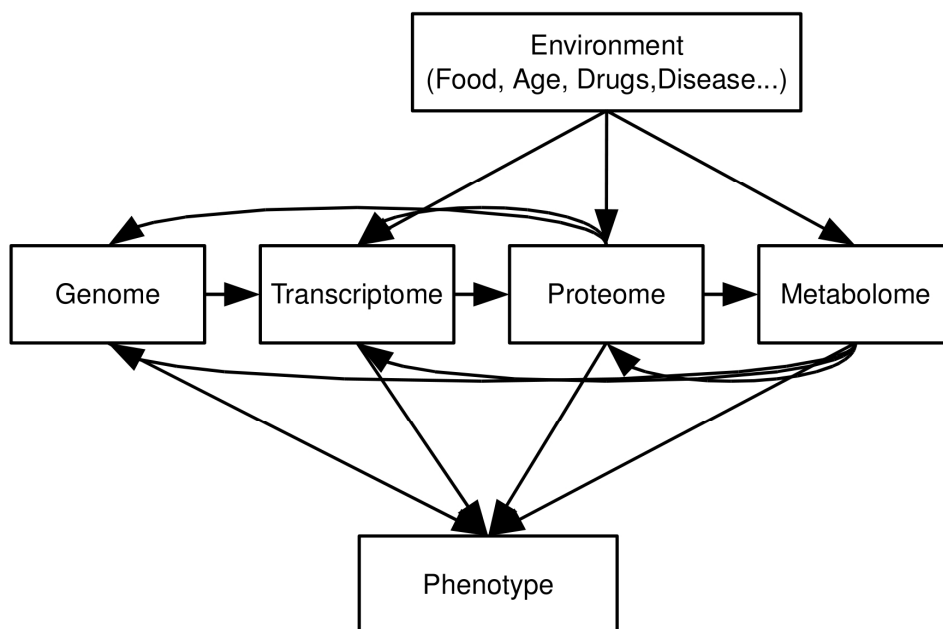 Environment
(Food, Age, Drugs,Disease...)
Genome
Transcriptome
Proteome
Metabolome
Phenotype